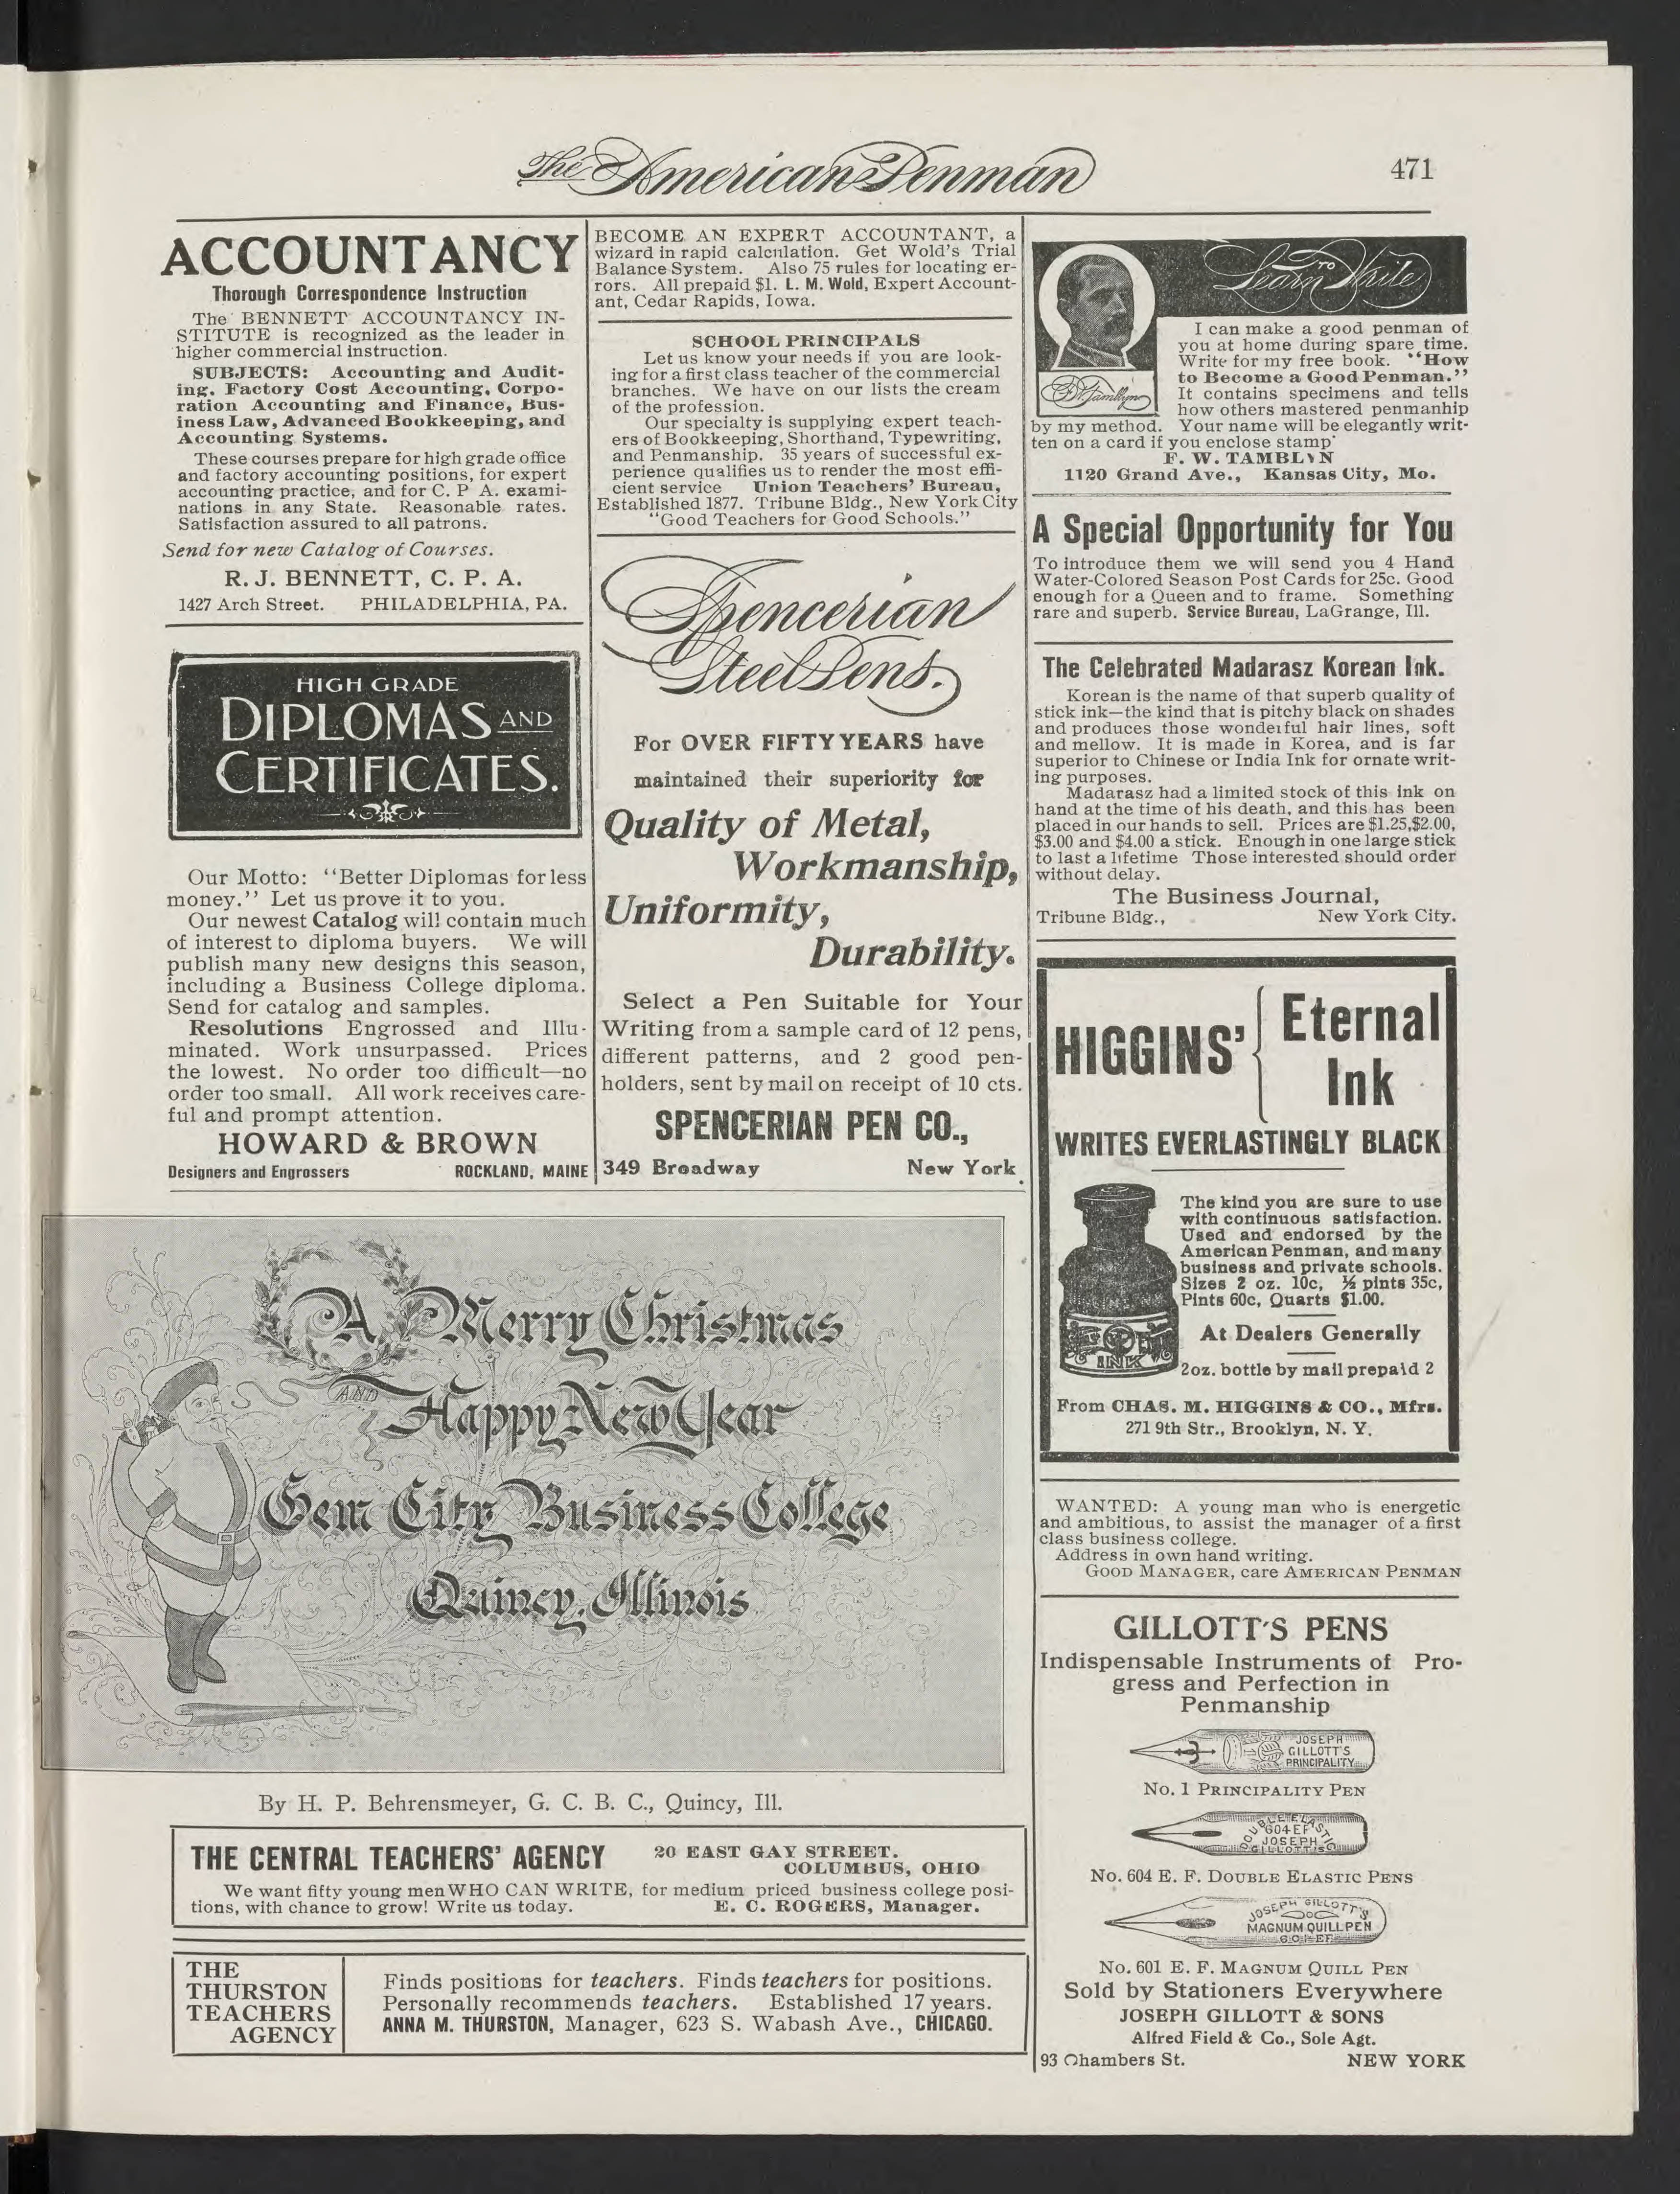 The American Penman
471
ACCOUNTANCY
Thorough Correspondence Instruction
The BENNETT ACCOUNTANCY IN-
STITUTE is recognized as the leader in
higher commercial instruction.
SUBJECTS: Accounting and Audit-
ing, Factory Cost Accounting, Corpo-
ration Accounting and Finance, Bus-
iness Law, Advanced Bookkeeping, and
Accounting Systems.
These courses prepare for high grade office
and factory accounting positions, for expert
accounting practice, and for C. P A. exami-
nations in any State. Reasonable rates.
Satisfaction assured to all patrons.
Send for new Catalog of Courses.
R. J. BENNETT, C. P. A.
1427 Arch Street. PHILADELPHIA, PA.
HIGH GRADE
DIPLOMAS AND
CERTIFICATES.
Our Motto: "Better Diplomas for less
money." Let us prove it to you.
Our newest Catalog will contain much
of interest to diploma buyers. We will
publish many new designs this season,
including a Business College diploma.
Send for catalog and samples.
Resolutions Engrossed and Illu-
minated. Work unsurpassed. Prices
the lowest. No order too difficult—no
order too small. All work receives care-
ful and prompt attention.
HOWARD & BROWN
Designers and Engrossers ROCKLAND, MAINE
BECOME AN EXPERT ACCOUNTANT, a
wizard in rapid calculation. Get Wold's Trial
Balance System. Also 75 rules for locating er-
rors. All prepaid $1. L. M. Wold, Expert Account-
ant, Cedar Rapids, Iowa.
SCHOOL PRINCIPALS
Let us know your needs if you are look-
ing for a first class teacher of the commercial
branches. We have on our lists the cream
of the profession.
Our specialty is supplying expert teach-
ers of Bookkeeping, Shorthand, Typewriting,
and Penmanship. 35 years of successful ex-
perience qualifies us to render the most effi-
cient service Union Teachers' Bureau,
Established 1877. Tribune Bldg., New York City
"Good Teachers for Good Schools."
Spencerian
Steel Pens.
For OVER FIFTY YEARS have
maintained their superiority for
Quality of Metal,
Workmanship,
Uniformity,
Durability.
Select a Pen Suitable for Your
Writing from a sample card of 12 pens,
different patterns, and 2 good pen-
holders, sent by mail on receipt of 10 cts.
SPENCERIAN PEN CO.,
349 Broadway New York
Learn to Write
I can make a good penman of
you at home during spare time.
Write for my free book. "How
to Become a Good Penman."
It contains specimens and tells
how others mastered penmanhip
by my method. Your name will be elegantly writ-
ten on a card if you enclose stamp
F. W. Tamblyn
F. W. TAMBLYN
1120 Grand Ave., Kansas City, Mo.
A Special Opportunity for You
To introduce them we will send you 4 Hand
Water-Colored Season Post Cards for 25c. Good
enough for a Queen and to frame. Something
rare and superb. Service Bureau, LaGrange, Ill.
The Celebrated Madarasz Korean Ink.
Korean is the name of that superb quality of
stick ink—the kind that is pitchy black on shades
and produces those wonderful hair lines, soft
and mellow. It is made in Korea, and is far
superior to Chinese or India Ink for ornate writ-
ing purposes.
Madarasz had a limited stock of this ink on
hand at the time of his death, and this has been
placed in our hands to sell. Prices are $1.25,$2.00,
$3.00 and $4.00 a stick. Enough in one large stick
to last a lifetime Those interested should order
without delay.
The Business Journal,
Tribune Bldg., New York City.
HIGGINS' Eternal
Ink
WRITES EVERLASTINGLY BLACK
The kind you are sure to use
with continuous satisfaction.
Used and endorsed by the
American Penman, and many
business and private schools.
Sizes 2 oz. 10c, ½ pints 35c,
Pints 60c, Quarts $1.00.
At Dealers Generally
2oz. bottle by mail prepaid 2
INK
From CHAS. M. HIGGINS & CO., Mfrs.
271 9th Str., Brooklyn, N. Y.
WANTED: A young man who is energetic
and ambitious, to assist the manager of a first
class business college.
Address in own hand writing.
GOOD MANAGER, care AMERICAN PENMAN
GILLOTT'S PENS
Indispensable Instruments of Pro-
gress and Perfection in
Penmanship
JOSEPH
GILLOTT'S
PRINCIPALITY
NO. 1 PRINCIPALITY PEN
DOUBLE ELASTIC
604 EF
JOSEPH
GILLOTT'S
NO. 604 E. F. DOUBLE ELASTIC PENS
JOSEPH GILLOTT'S
MAGNUM QUILL PEN
601 EF
NO. 601 E. F. MAGNUM QUILL PEN
Sold by Stationers Everywhere
JOSEPH GILLOTT & SONS
Alfred Field & Co., Sole Agt.
93 Chambers St. NEW YORK
A Merry Christmas
AND
Happy New Year
Gem City Business College
Quincy, Illinois
By H. P. Behrensmeyer, G. C. B. C., Quincy, Ill.
THE CENTRAL TEACHERS' AGENCY 20 EAST GAY STREET.
COLUMBUS, OHIO
We want fifty young men WHO CAN WRITE, for medium priced business college posi-
tions, with chance to grow! Write us today. E. C. ROGERS, Manager.
THE
THURSTON
TEACHERS
AGENCY
Finds positions for teachers. Finds teachers for positions.
Personally recommends teachers. Established 17 years.
ANNA M. THURSTON, Manager, 623 S. Wabash Ave., CHICAGO.